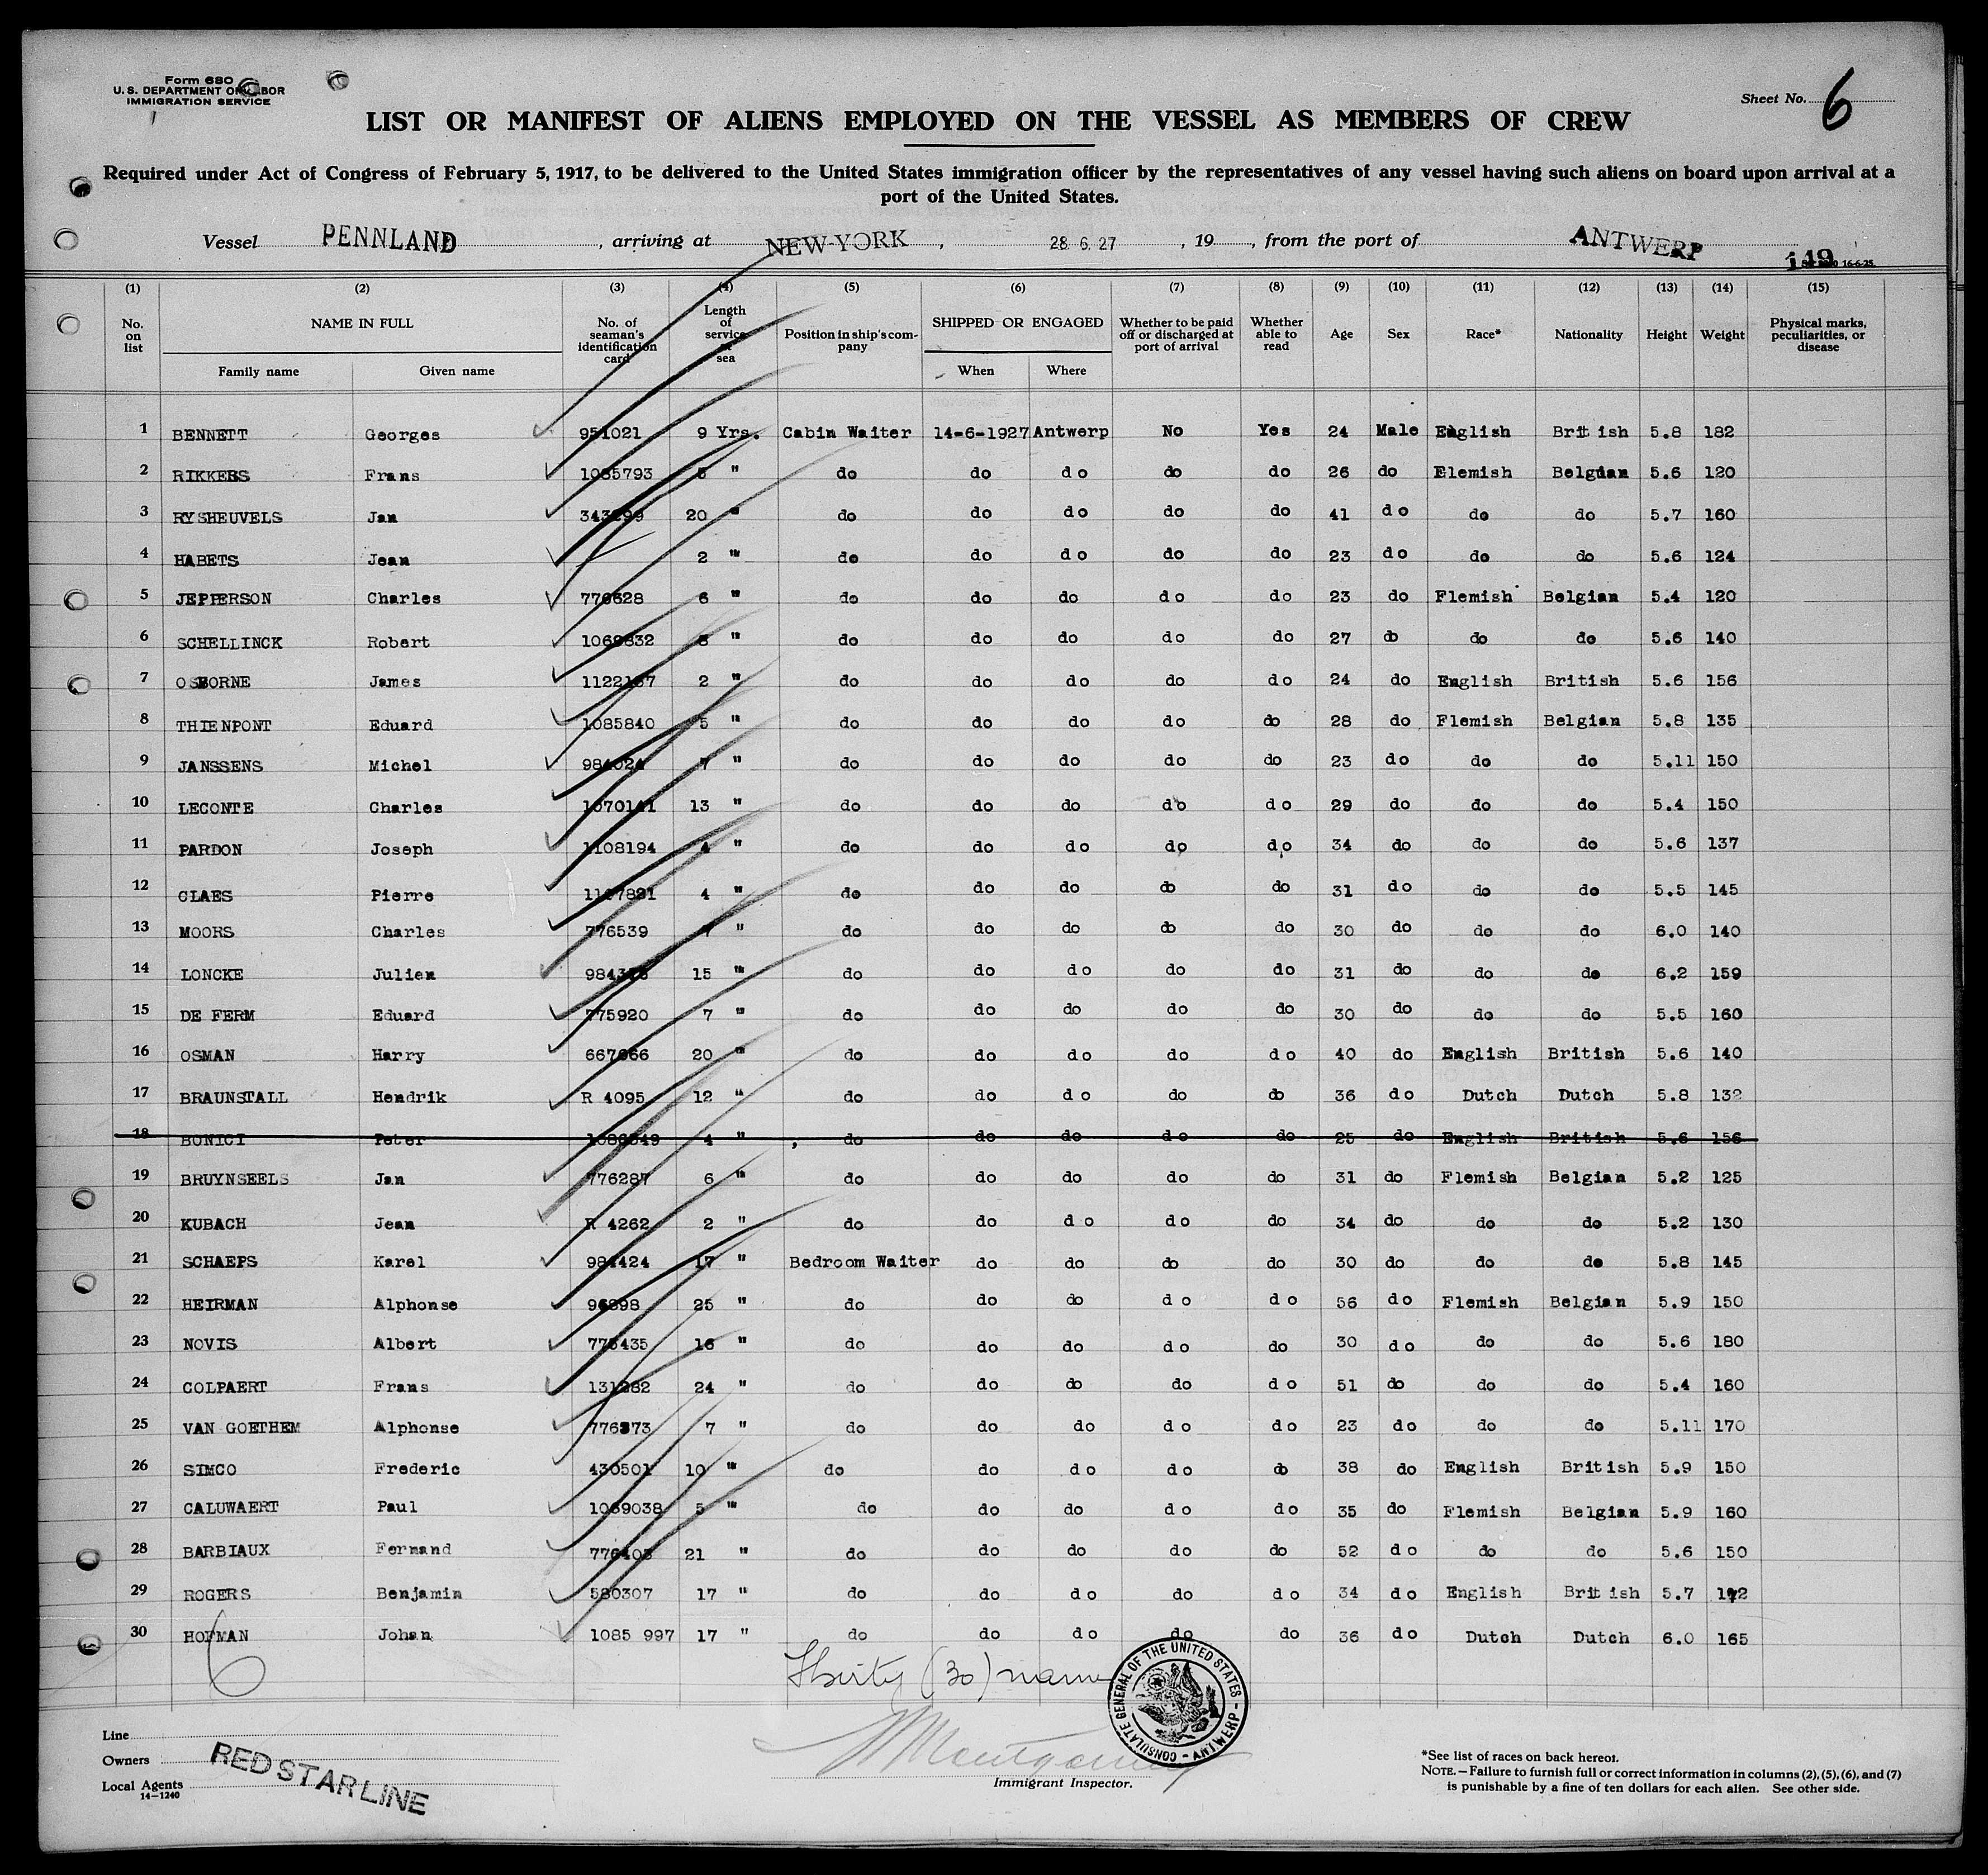 Form 680
U. S. DEPARTMENT OF LABOR
IMMIGRATION SERVICE
Sheet No. 6
LIST OR MANIFEST OF ALIENS EMPLOYED ON THE VESSEL AS MEMBERS OF CREW
Required under Act of Congress of February 5, 1917, to be delivered to the United States immigration officer by the representatives of any vessel having such aliens on board upon arrival at a
port of the United States.
Vessel PENNLAND, arriving at NEW-YORK, 28 6. 27, 19, from the port of ANTWERP
(1) (2) (3) (4) (5) (6) (7) (8) (9) (10) (11) (12) (13) (14) (15)
No. on list NAME IN FULL Family name Given name No. of seaman's identification card Length of service at sea Position in ship's company SHIPPED OR ENGAGED When Where Whether to be paid off or discharged at port of arrival Whether able to read Age Sex Race* Nationality Height Weight Physical marks, peculiarities, or disease
1 BENNETT Georges 951021 9 Yrs. Cabin Waiter 14-6-1927 Antwerp No Yes 24 Male English British 5.8 182
2 RIKKERS Frans 1085793 5 " do do do do do 26 do Flemish Belgian 5.6 120
3 RYSHEUVELS Jan 20 " do do do do do 41 do do do 5.7 160
4 HABETS Jean 2 " do do do do do 23 do do do 5.6 124
5 JEPPERSON Charles 776628 6 " do do do do do 23 do Flemish Belgian 5.4 120
6 SCHELLINCK Robert do do do do do 27 do do do 5.6 140
7 OSBORNE James 2 " do do do do do 24 do English British 5.6 156
8 THIENPONT Eduard 1085840 5 " do do do do do 28 do Flemish Belgian 5.8 135
9 JANSSENS Michel 984024 7 " do do do do do 23 do do do 5.11 150
10 LECONTE Charles 1070141 13 " do do do do do 29 do do do 5.4 150
11 PARDON Joseph 1108194 4 " do do do do do 34 do do do 5.6 137
12 CLAES Pierre 4 " do do do do do 31 do do do 5.5 145
13 MOORS Charles 776539 7 " do do do do do 30 do do do 6.0 140
14 LONCKE Julien 15 " do do do do do 31 do do do 6.2 159
15 DE FERM Eduard 775920 7 " do do do do do 30 do do do 5.5 160
16 OSMAN Harry 667666 20 " do do do do do 40 do English British 5.6 140
17 BRAUNSTALL Hendrik R 4095 12 " do do do do do 36 do Dutch Dutch 5.8 132
18 BONICI Peter 4 " do do do do do 25 do English British 5.6 156
19 BRUYNSEELS Jan 776287 6 " do do do do do 31 do Flemish Belgian 5.2 125
20 KUBACH Jean R 4262 2 " do do do do do 34 do do do 5.2 130
21 SCHAEPS Karel 984424 17 " Bedroom Waiter do do do do 30 do do do 5.8 145
22 HEIRMAN Alphonse 96898 25 " do do do do do 56 do Flemish Belgian 5.9 150
23 NOVIS Albert 776435 16 " do do do do do 30 do do do 5.6 180
24 COLPAERT Frans 24 " do do do do do 51 do do do 5.4 160
25 VAN GOETHEM Alphonse 7 " do do do do do 23 do do do 5.11 170
26 SIMCO Frederic 430501 10 " do do do do do 38 do English British 5.9 150
27 CALUWAERT Paul 1069038 5 " do do do do do 35 do Flemish Belgian 5.9 160
28 BARBIAUX Fernand 776403 21 " do do do do do 52 do do do 5.6 150
29 ROGERS Benjamin 580307 17 " do do do do do 34 do English British 5.7
30 HOFMAN Johan 1085 997 17 " do do do do do 36 do Dutch Dutch 6.0 165
6
Thirty (30) names
CONSULATE GENERAL OF THE UNITED STATES - ANTWERP -
Montgomery
Immigrant Inspector.
Line
Owners
Local Agents
14-1240
RED STAR LINE
*See list of races on back hereof.
NOTE.—Failure to furnish full or correct information in columns (2), (5), (6), and (7)
is punishable by a fine of ten dollars for each alien. See other side.